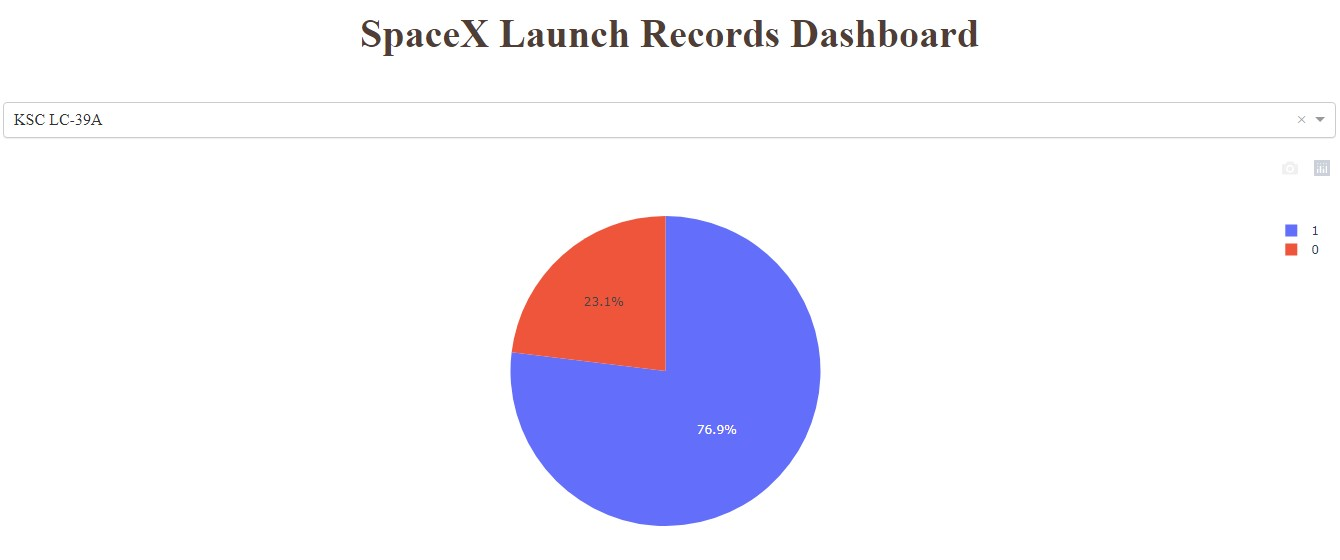 SpaceX Launch Records Dashboard
KSC LC-39A
1
0
23.1%
76.9%